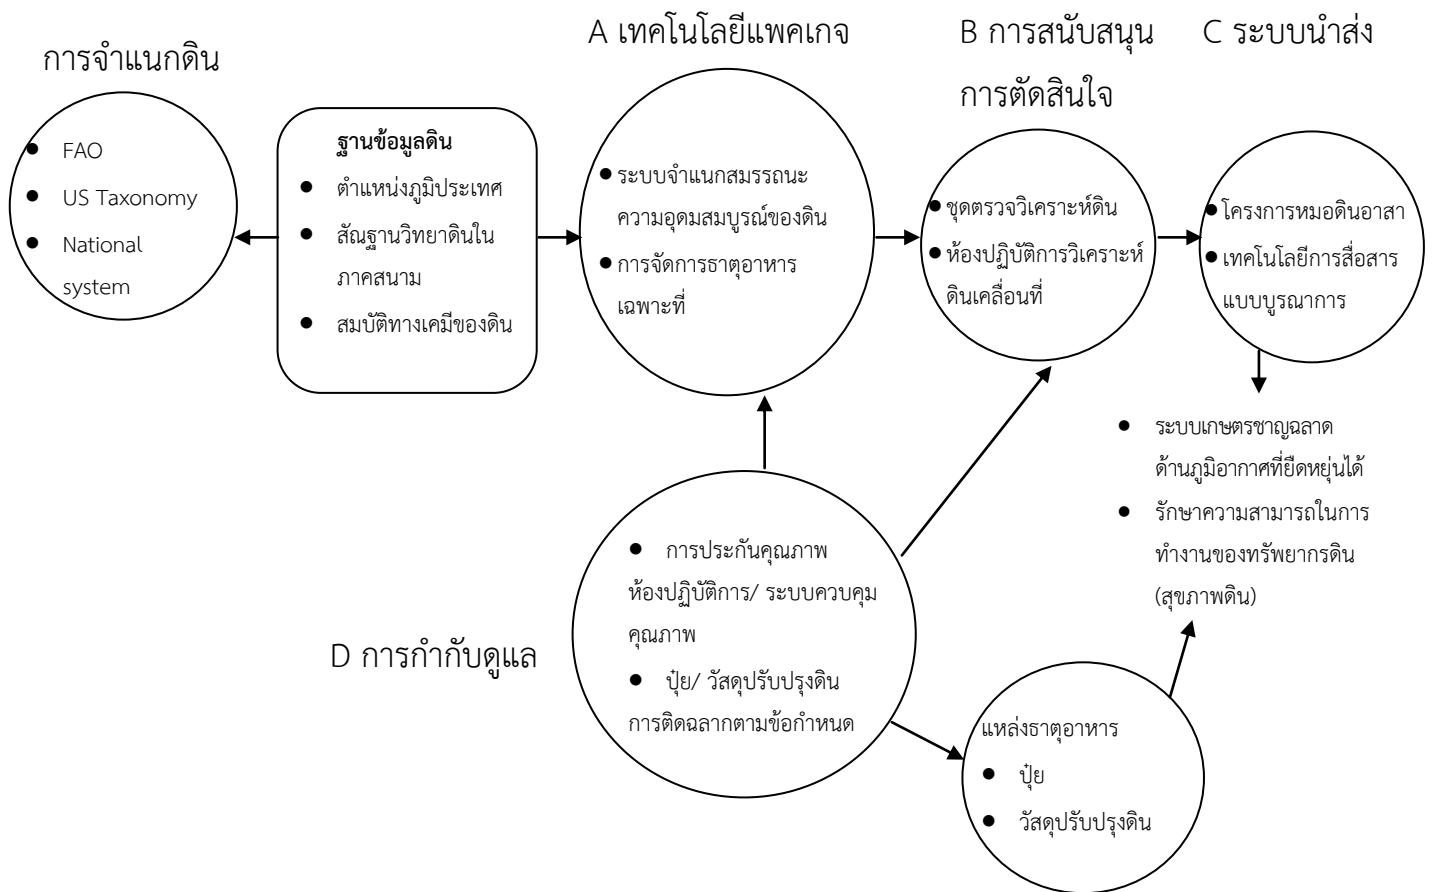 การจำแนกดิน
● FAO
● US Taxonomy
● National
system
ฐานข้อมูลดิน
● ตำแหน่งภูมิประเทศ
● สัณฐานวิทยาดินใน
ภาคสนาม
● สมบัติทางเคมีของดิน
A เทคโนโลยีแพคเกจ
● ระบบจำแนกสมรรถนะ
ความอุดมสมบูรณ์ของดิน
● การจัดการธาตุอาหาร
เฉพาะที่
B การสนับสนุน
การตัดสินใจ
● ชุดตรวจวิเคราะห์ดิน
● ห้องปฏิบัติการวิเคราะห์
ดินเคลื่อนที่
C ระบบนำส่ง
● โครงการหมอดินอาสา
● เทคโนโลยีการสื่อสาร
แบบบูรณาการ
● ระบบเกษตรชาญฉลาด
ด้านภูมิอากาศที่ยืดหยุ่นได้
● รักษาความสามารถในการ
ทำงานของทรัพยากรดิน
(สุขภาพดิน)
D การกำกับดูแล
● การประกันคุณภาพ
ห้องปฏิบัติการ/ ระบบควบคุม
คุณภาพ
● ปุ๋ย/ วัสดุปรับปรุงดิน
การติดฉลากตามข้อกำหนด
แหล่งธาตุอาหาร
● ปุ๋ย
● วัสดุปรับปรุงดิน